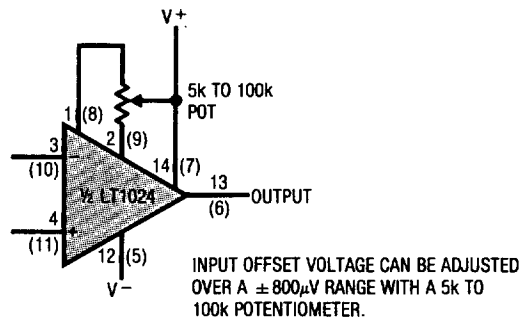 V+
5k TO 100k
POT
1 (8)
2 (9)
3
(10)
−
14 (7)
½ LT1024
13
(6)
OUTPUT
4
(11)
+
12 (5)
V−
INPUT OFFSET VOLTAGE CAN BE ADJUSTED
OVER A ±800μV RANGE WITH A 5k TO
100k POTENTIOMETER.